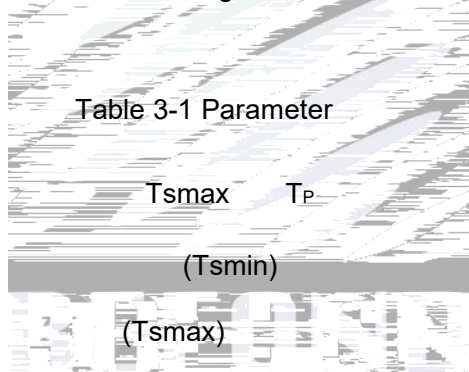 Table 3-1 Parameter
Tsmax TP
(Tsmin)
(Tsmax)